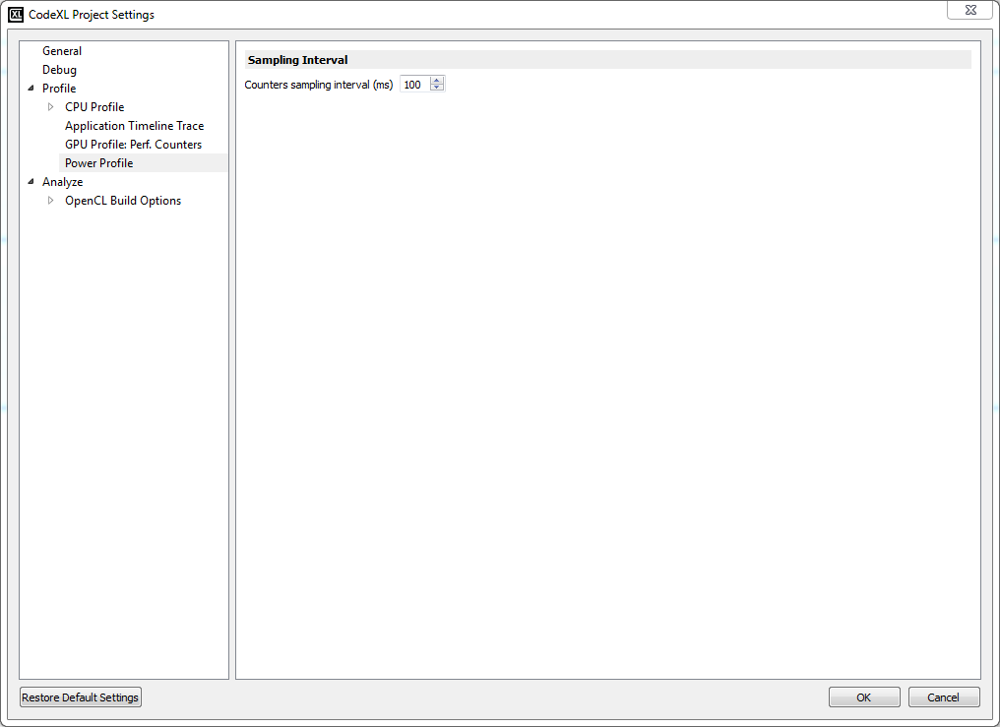 XL CodeXL Project Settings
General
Debug
Profile
CPU Profile
Application Timeline Trace
GPU Profile: Perf. Counters
Power Profile
Analyze
OpenCL Build Options
Sampling Interval
Counters sampling interval (ms) 100
Restore Default Settings
OK
Cancel